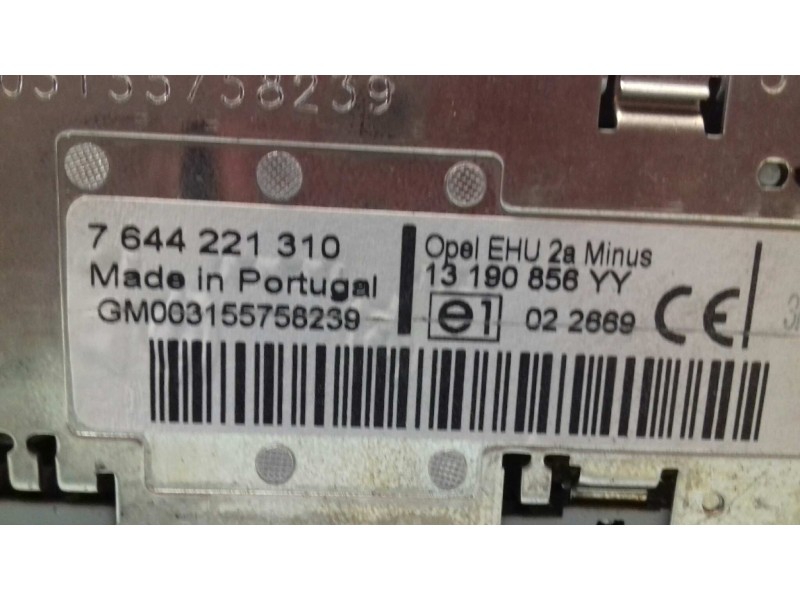 03155758239
7 644 221 310
Made in Portugal
GM003155758239
Opel EHU 2a Minus
13 190 856 YY
e1 02 2669 CE